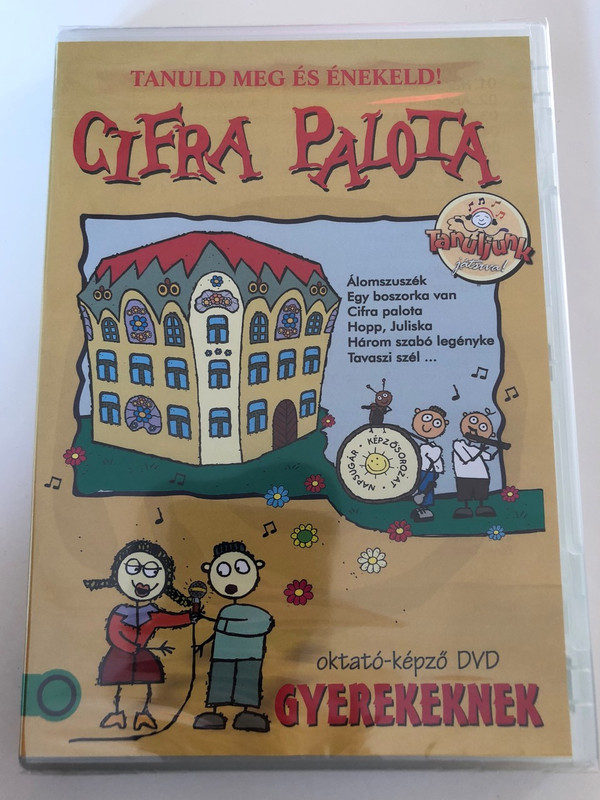 TANULD MEG ÉS ÉNEKELD!
CIFRA PALOTA
Tanuljunk
játszva!
Álomszuszék
Egy boszorka van
Cifra palota
Hopp, Juliska
Három szabó legényke
Tavaszi szél ...
NAPSUGÁR • KÉPZŐSOROZAT •
oktató-képző DVD
GYEREKEKNEK